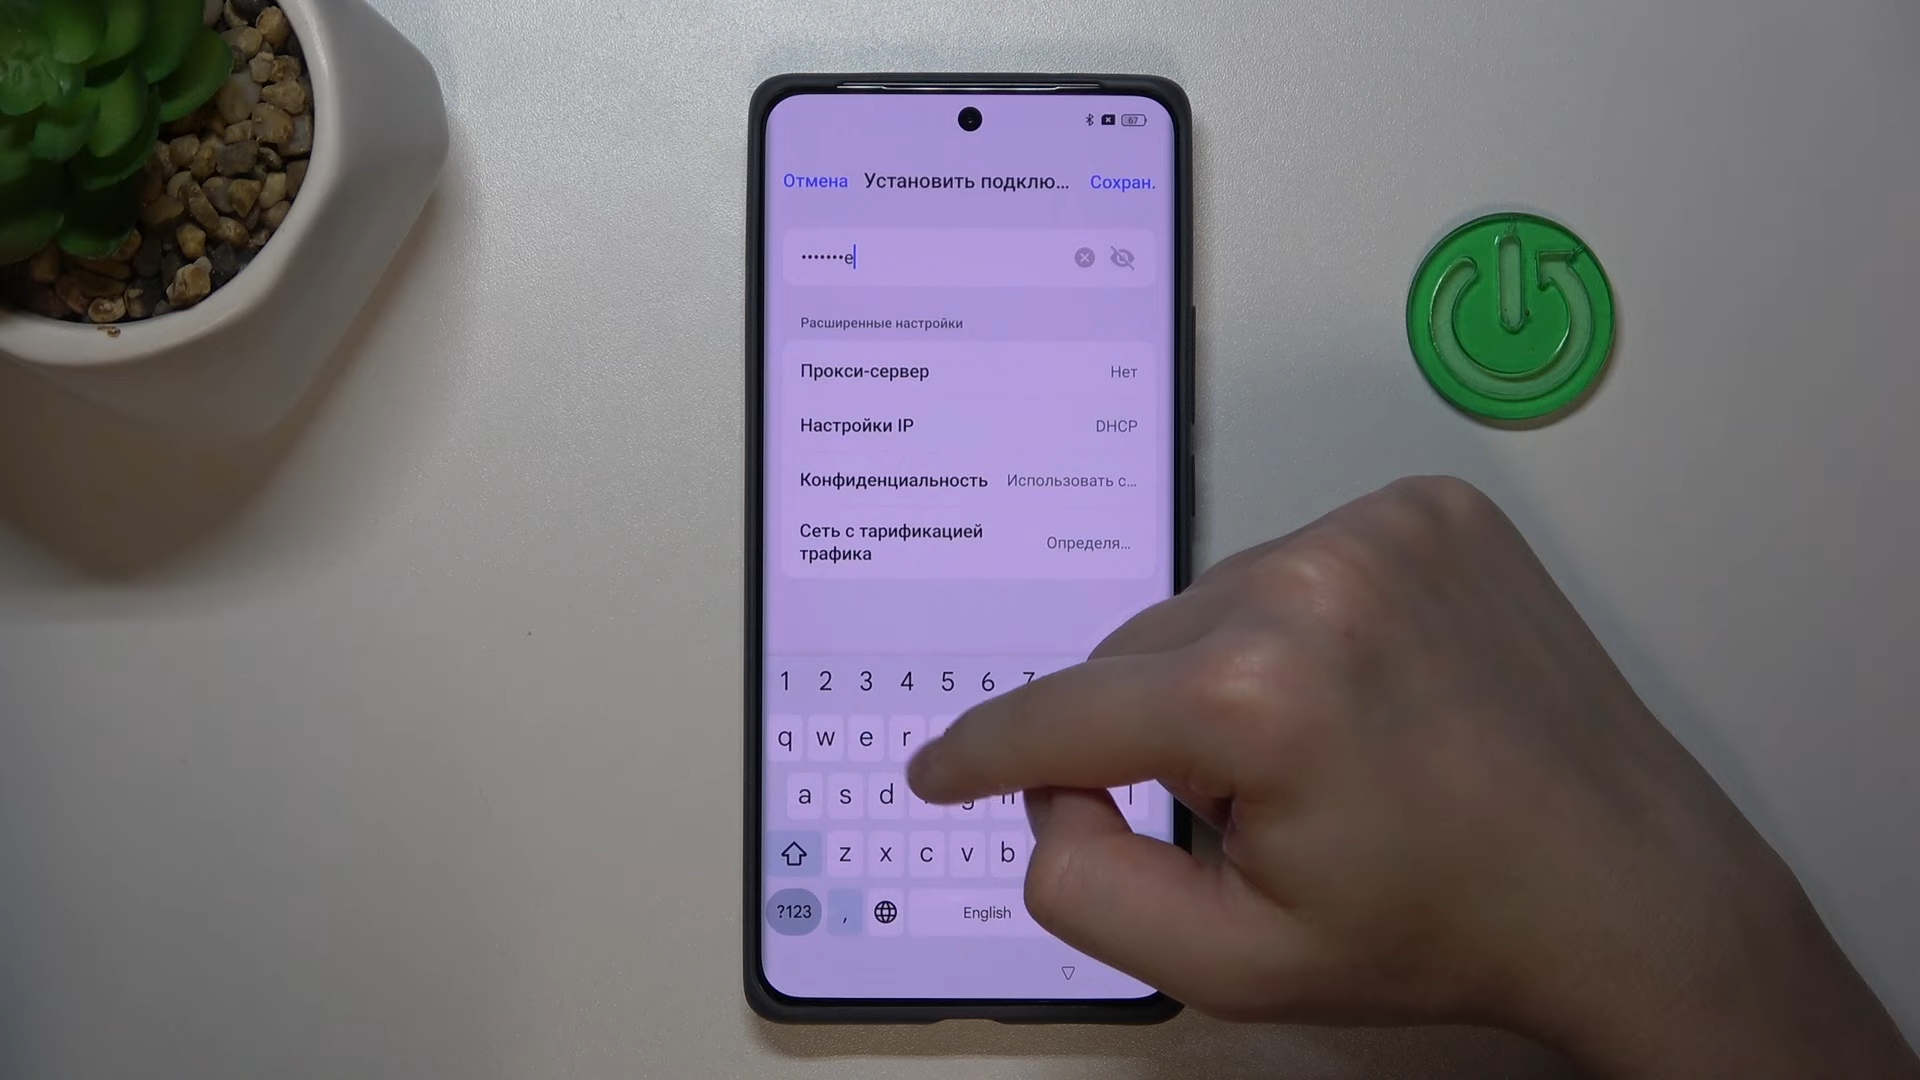 67
Отмена Установить подклю... Сохран.
•••••••e
Расширенные настройки
Прокси-сервер Нет
Настройки IP DHCP
Конфиденциальность Использовать с...
Сеть с тарификацией трафика Определя...
1 2 3 4 5 6 7
q w e r
a s d g h l
z x c v b
?123 , English